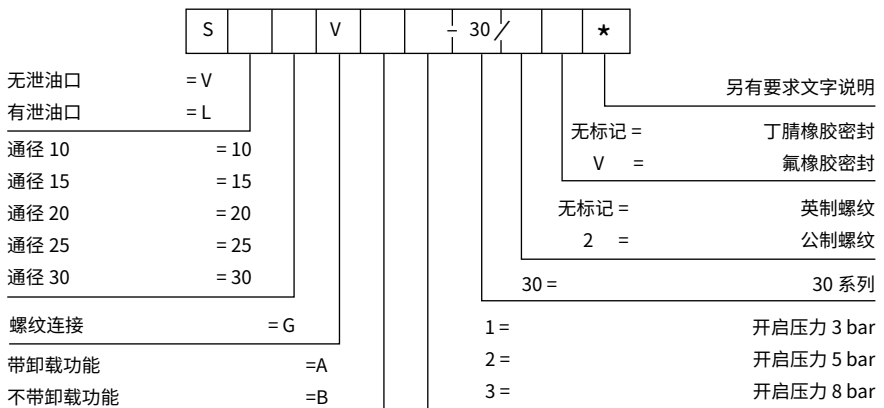 S V – 30 / *
无泄油口 = V
有泄油口 = L
通径 10 = 10
通径 15 = 15
通径 20 = 20
通径 25 = 25
通径 30 = 30
螺纹连接 = G
带卸载功能 =A
不带卸载功能 =B
另有要求文字说明
无标记 = 丁腈橡胶密封
V = 氟橡胶密封
无标记 = 英制螺纹
2 = 公制螺纹
30 = 30 系列
1 = 开启压力 3 bar
2 = 开启压力 5 bar
3 = 开启压力 8 bar